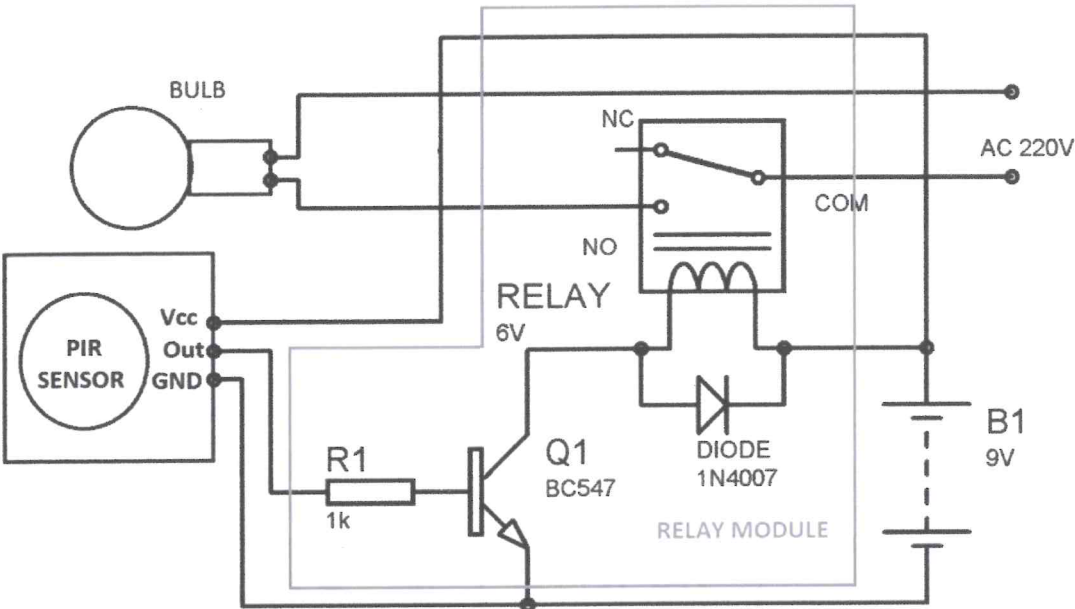 BULB
NC
AC 220V
COM
NO
RELAY
6V
Vcc
Out
GND
PIR
SENSOR
R1
1k
Q1
BC547
DIODE
1N4007
B1
9V
RELAY MODULE